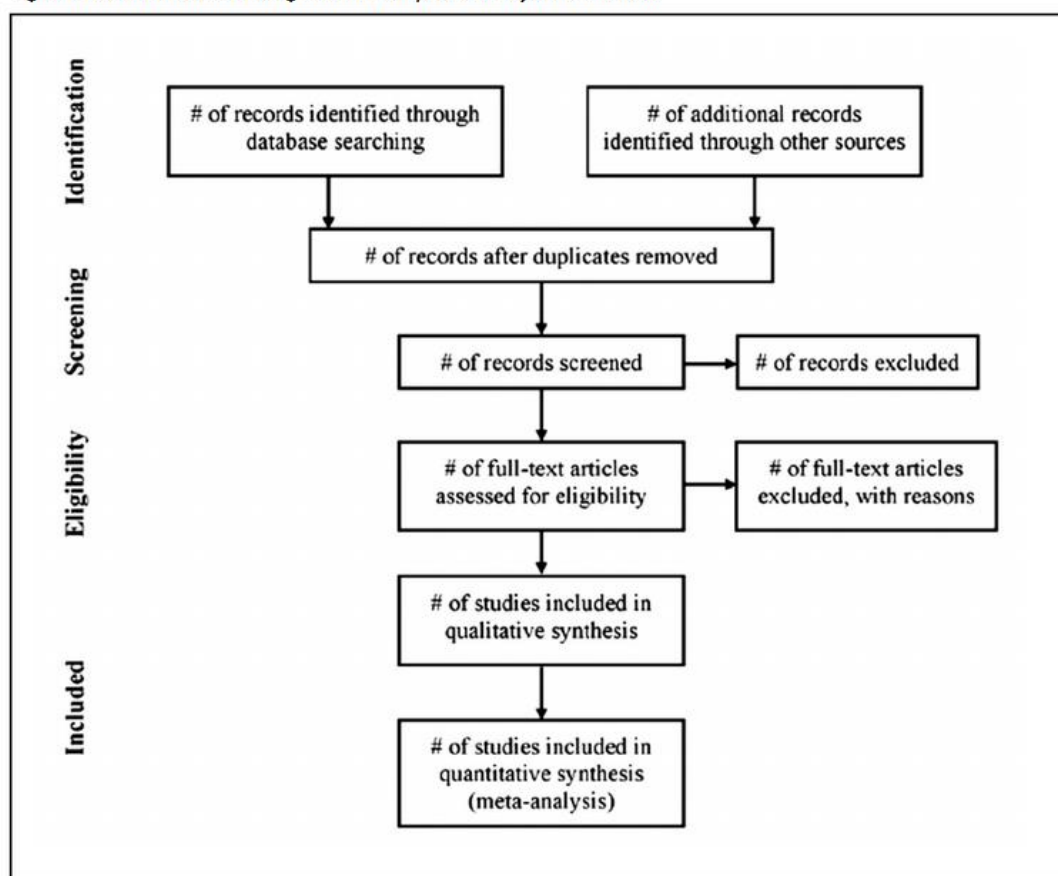 Identification
# of records identified through
database searching
# of additional records
identified through other sources
# of records after duplicates removed
Screening
# of records screened
# of records excluded
Eligibility
# of full-text articles
assessed for eligibility
# of full-text articles
excluded, with reasons
Included
# of studies included in
qualitative synthesis
# of studies included in
quantitative synthesis
(meta-analysis)